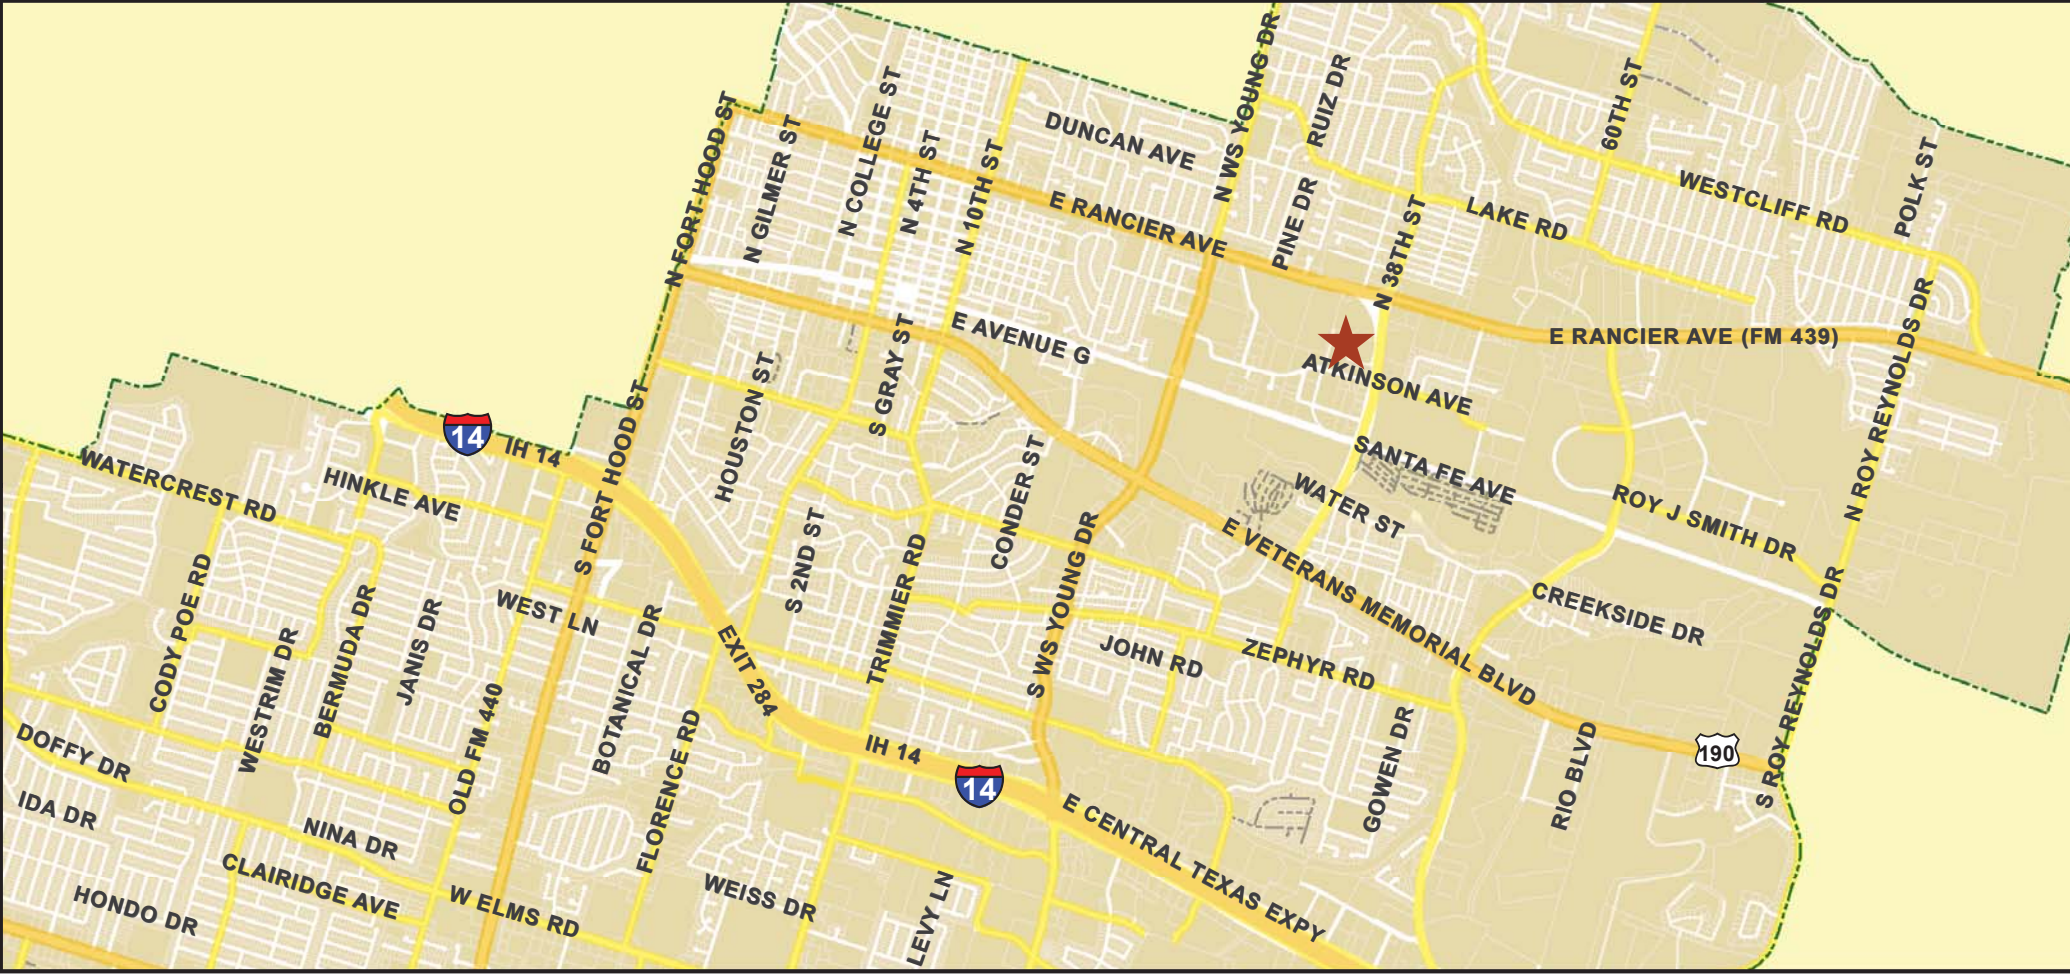 N WS YOUNG DR
RUIZ DR
60TH ST
N FORT HOOD ST
N GILMER ST
N COLLEGE ST
N 4TH ST
N 10TH ST
DUNCAN AVE
WESTCLIFF RD
POLK ST
E RANCIER AVE
PINE DR
N 38TH ST
LAKE RD
E AVENUE G
E RANCIER AVE (FM 439)
N ROY REYNOLDS DR
ATKINSON AVE
S GRAY ST
HOUSTON ST
14
IH 14
S FORT HOOD ST
WATERCREST RD
HINKLE AVE
CONDER ST
SANTA FE AVE
WATER ST
ROY J SMITH DR
E VETERANS MEMORIAL BLVD
S 2ND ST
TRIMMIER RD
S WS YOUNG DR
7
WEST LN
CODY POE RD
WESTRIM DR
BERMUDA DR
JANIS DR
OLD FM 440
BOTANICAL DR
EXIT 284
JOHN RD
ZEPHYR RD
CREEKSIDE DR
S ROY REYNOLDS DR
DOFFY DR
FLORENCE RD
IH 14
14
GOWEN DR
RIO BLVD
190
IDA DR
NINA DR
E CENTRAL TEXAS EXPY
CLAIRIDGE AVE
HONDO DR
W ELMS RD
WEISS DR
LEVY LN